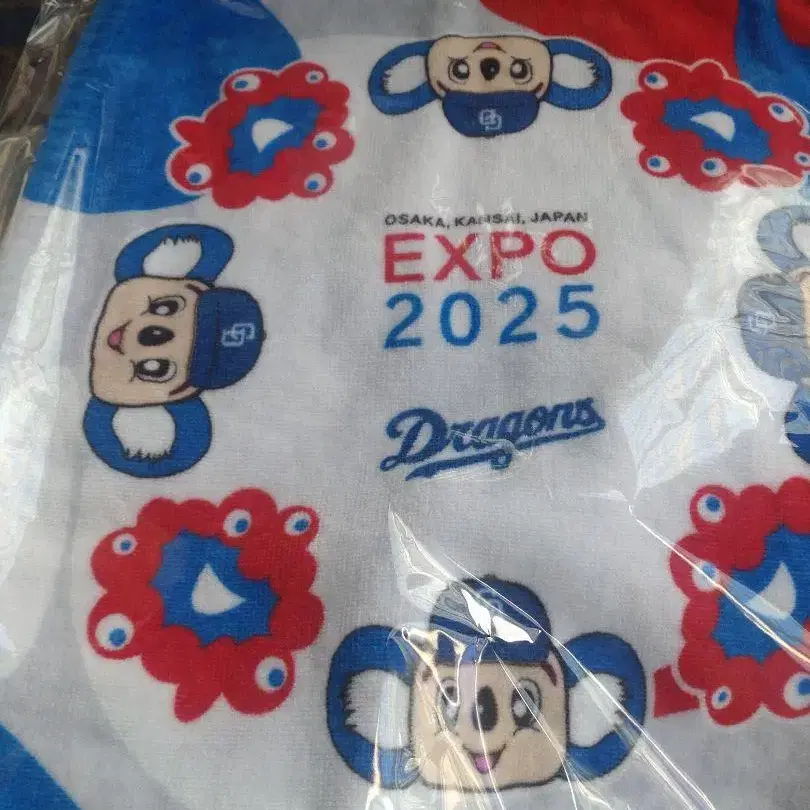 OSAKA, KANSAI, JAPAN
EXPO
2025
Dragons